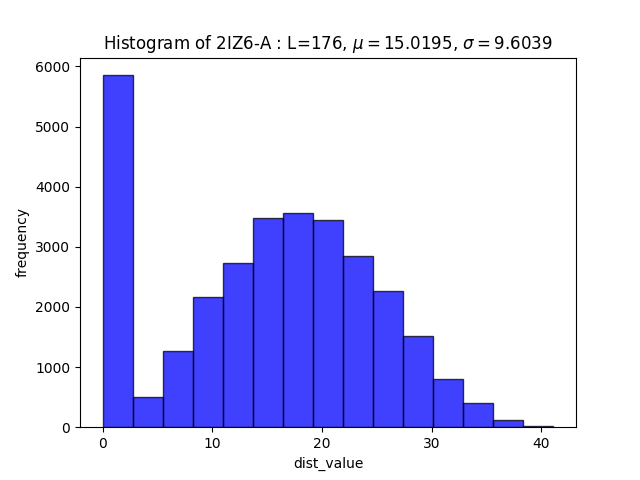 Histogram of 2IZ6-A : L=176, μ = 15.0195, σ = 9.6039
6000
5000
4000
3000
2000
1000
0
frequency
0 10 20 30 40
dist_value